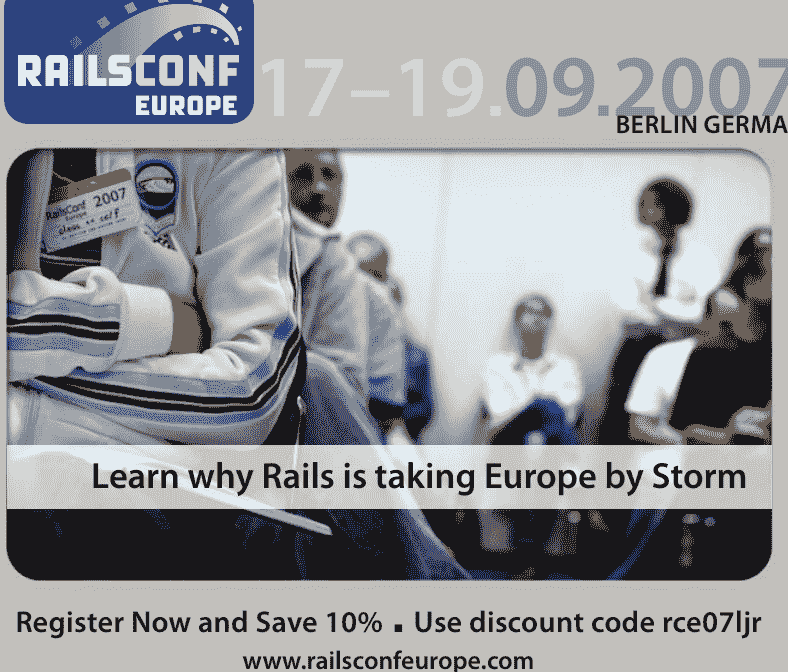 RAILSCONF
EUROPE
17–19.09.2007
BERLIN GERMA
RailsConf 2007
Europe
Learn why Rails is taking Europe by Storm
Register Now and Save 10% ▪ Use discount code rce07ljr
www.railsconfeurope.com